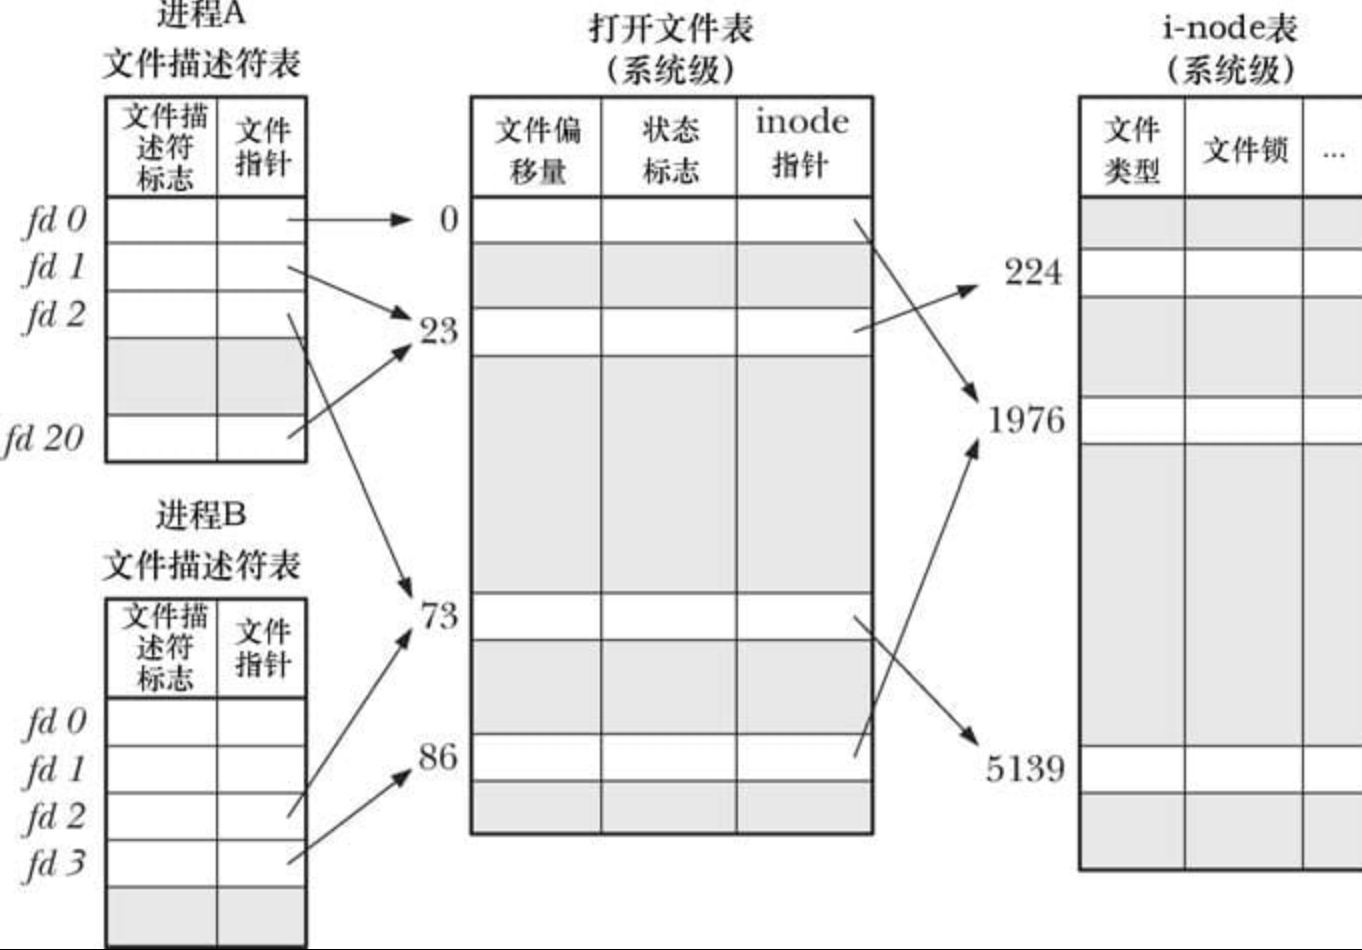 进程A
文件描述符表
文件描
述符
标志
文件
指针
fd 0
fd 1
fd 2
fd 20
进程B
文件描述符表
文件描
述符
标志
文件
指针
fd 0
fd 1
fd 2
fd 3
打开文件表
（系统级）
文件偏
移量
状态
标志
inode
指针
0
23
73
86
i-node表
（系统级）
文件
类型
文件锁
...
224
1976
5139